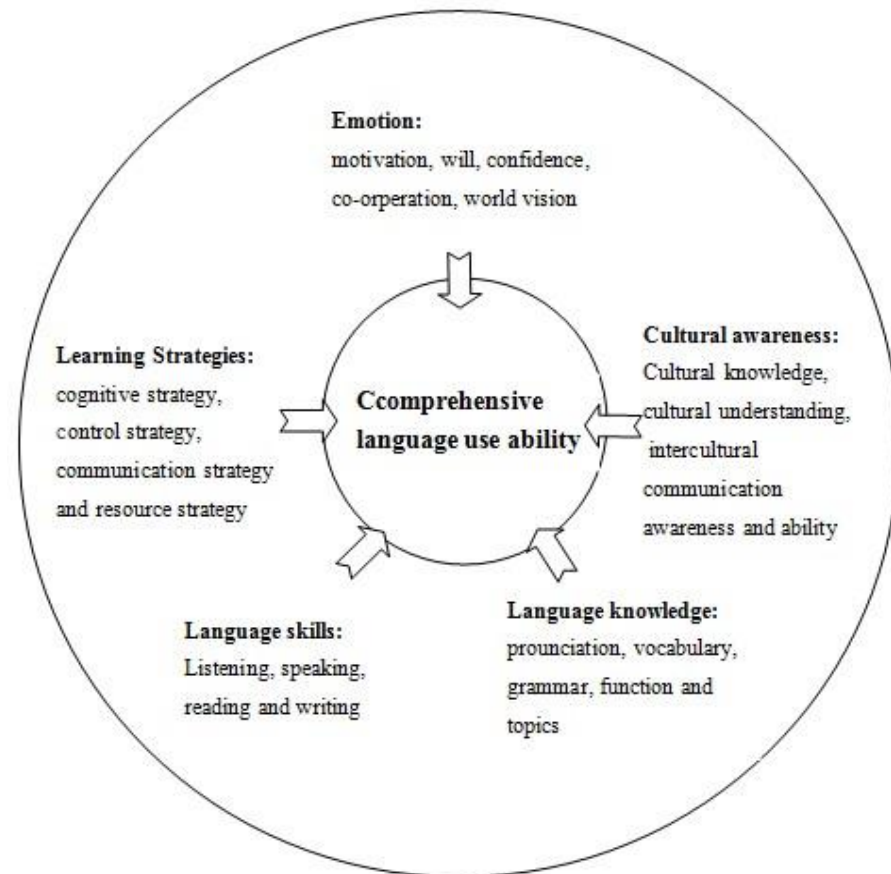 Emotion:
motivation, will, confidence,
co-orperation, world vision
Learning Strategies:
cognitive strategy,
control strategy,
communication strategy
and resource strategy
Ccomprehensive
language use ability
Cultural awareness:
Cultural knowledge,
cultural understanding,
intercultural
communication
awareness and ability
Language skills:
Listening, speaking,
reading and writing
Language knowledge:
prounciation, vocabulary,
grammar, function and
topics